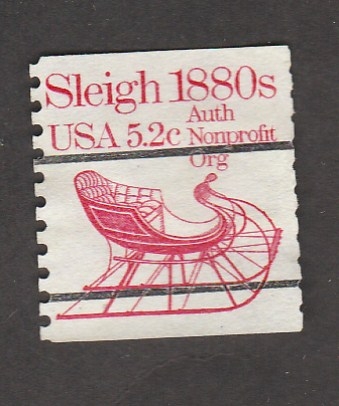 Sleigh 1880s
USA 5.2c Auth
Nonprofit
Org